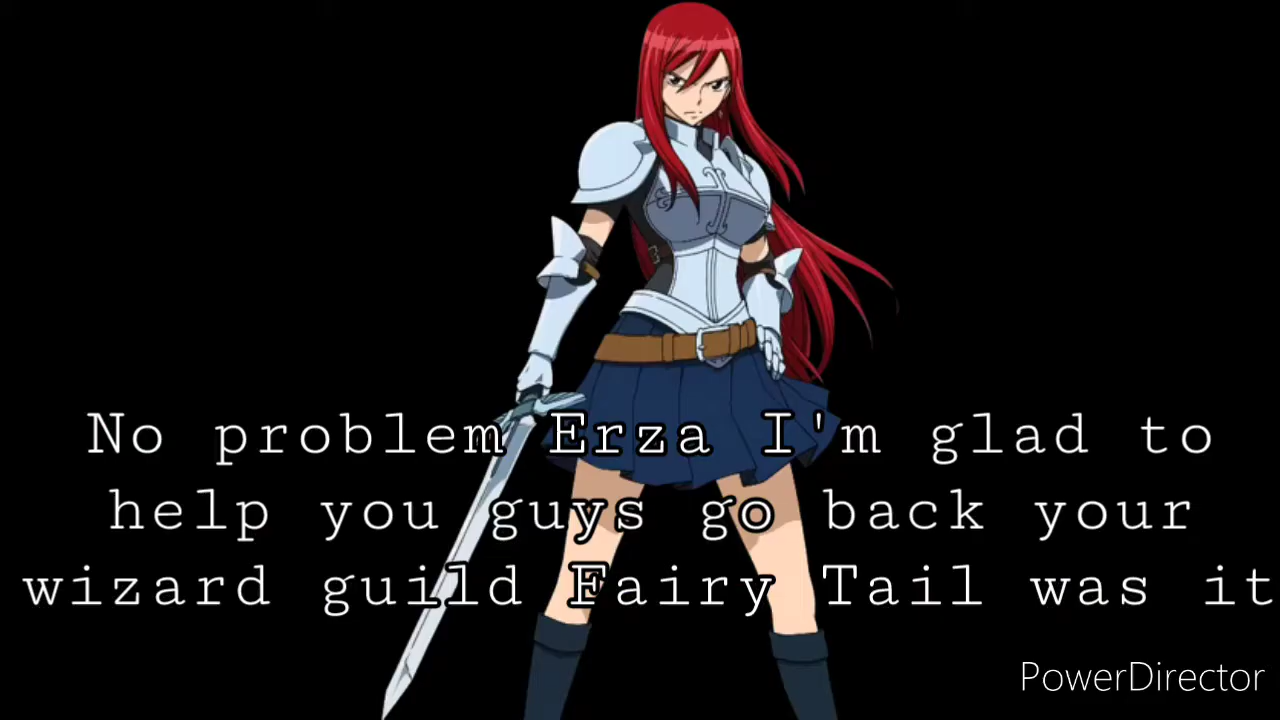 No problem Erza I'm glad to
help you guys go back your
wizard guild Fairy Tail was it
PowerDirector